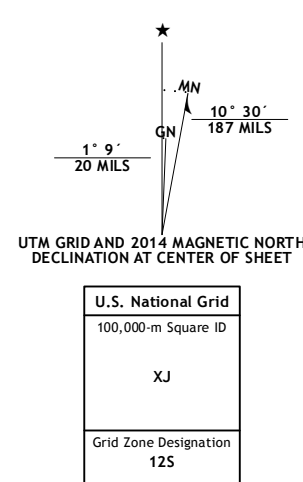 ★
MN
GN
10° 30´
187 MILS
1° 9´
20 MILS
UTM GRID AND 2014 MAGNETIC NORTH
DECLINATION AT CENTER OF SHEET
U.S. National Grid
100,000-m Square ID
XJ
Grid Zone Designation
12S